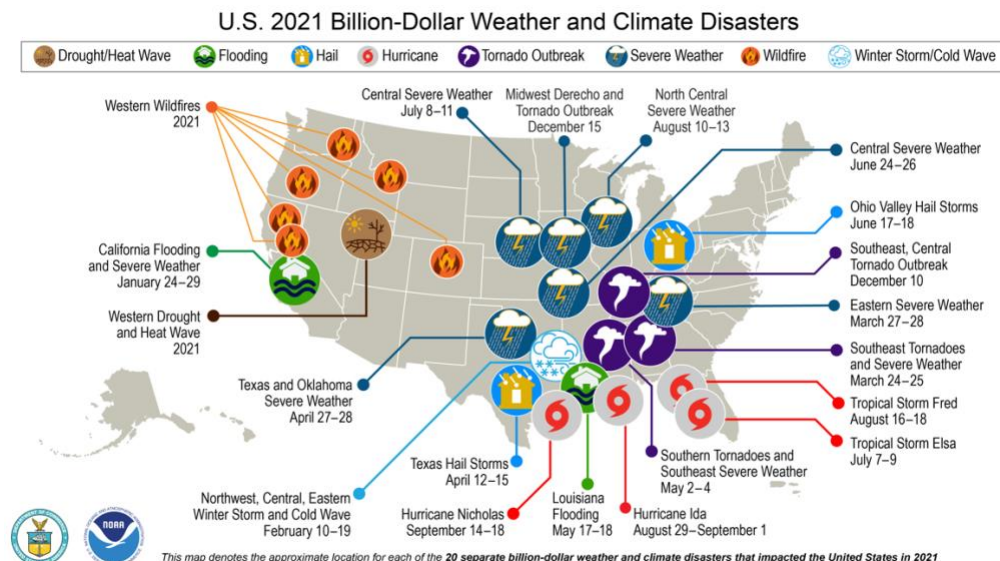 U.S. 2021 Billion-Dollar Weather and Climate Disasters
Drought/Heat Wave
Flooding
Hail
Hurricane
Tornado Outbreak
Severe Weather
Wildfire
Winter Storm/Cold Wave
Western Wildfires
2021
Central Severe Weather
July 8–11
Midwest Derecho and
Tornado Outbreak
December 15
North Central
Severe Weather
August 10–13
Central Severe Weather
June 24–26
Ohio Valley Hail Storms
June 17–18
Southeast, Central
Tornado Outbreak
December 10
Eastern Severe Weather
March 27–28
Southeast Tornadoes
and Severe Weather
March 24–25
Tropical Storm Fred
August 16–18
Tropical Storm Elsa
July 7–9
California Flooding
and Severe Weather
January 24–29
Western Drought
and Heat Wave
2021
Texas and Oklahoma
Severe Weather
April 27–28
Texas Hail Storms
April 12–15
Southern Tornadoes and
Southeast Severe Weather
May 2–4
Northwest, Central, Eastern
Winter Storm and Cold Wave
February 10–19
Hurricane Nicholas
September 14–18
Louisiana
Flooding
May 17–18
Hurricane Ida
August 29–September 1
NOAA
This map denotes the approximate location for each of the 20 separate billion-dollar weather and climate disasters that impacted the United States in 2021